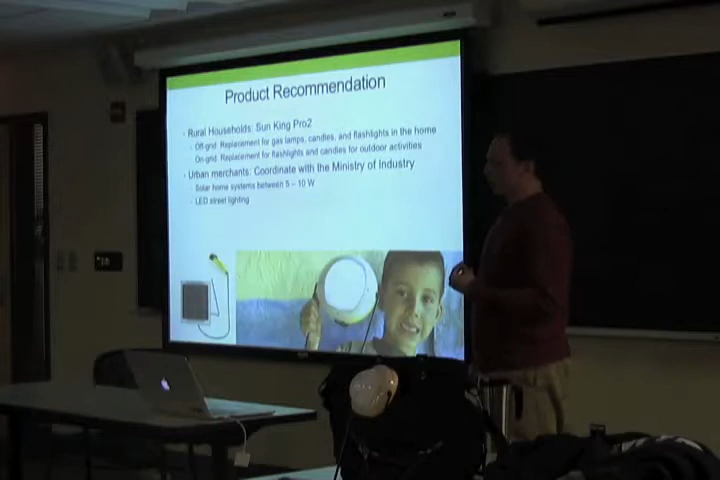 Product Recommendation
Rural Households: Sun King Pro2
Off-grid: Replacement for gas lamps, candles, and flashlights in the home
On-grid: Replacement for flashlights and candles for outdoor activities
Urban merchants: Coordinate with the Ministry of Industry
Solar home systems between 5 – 10 W
LED street lighting